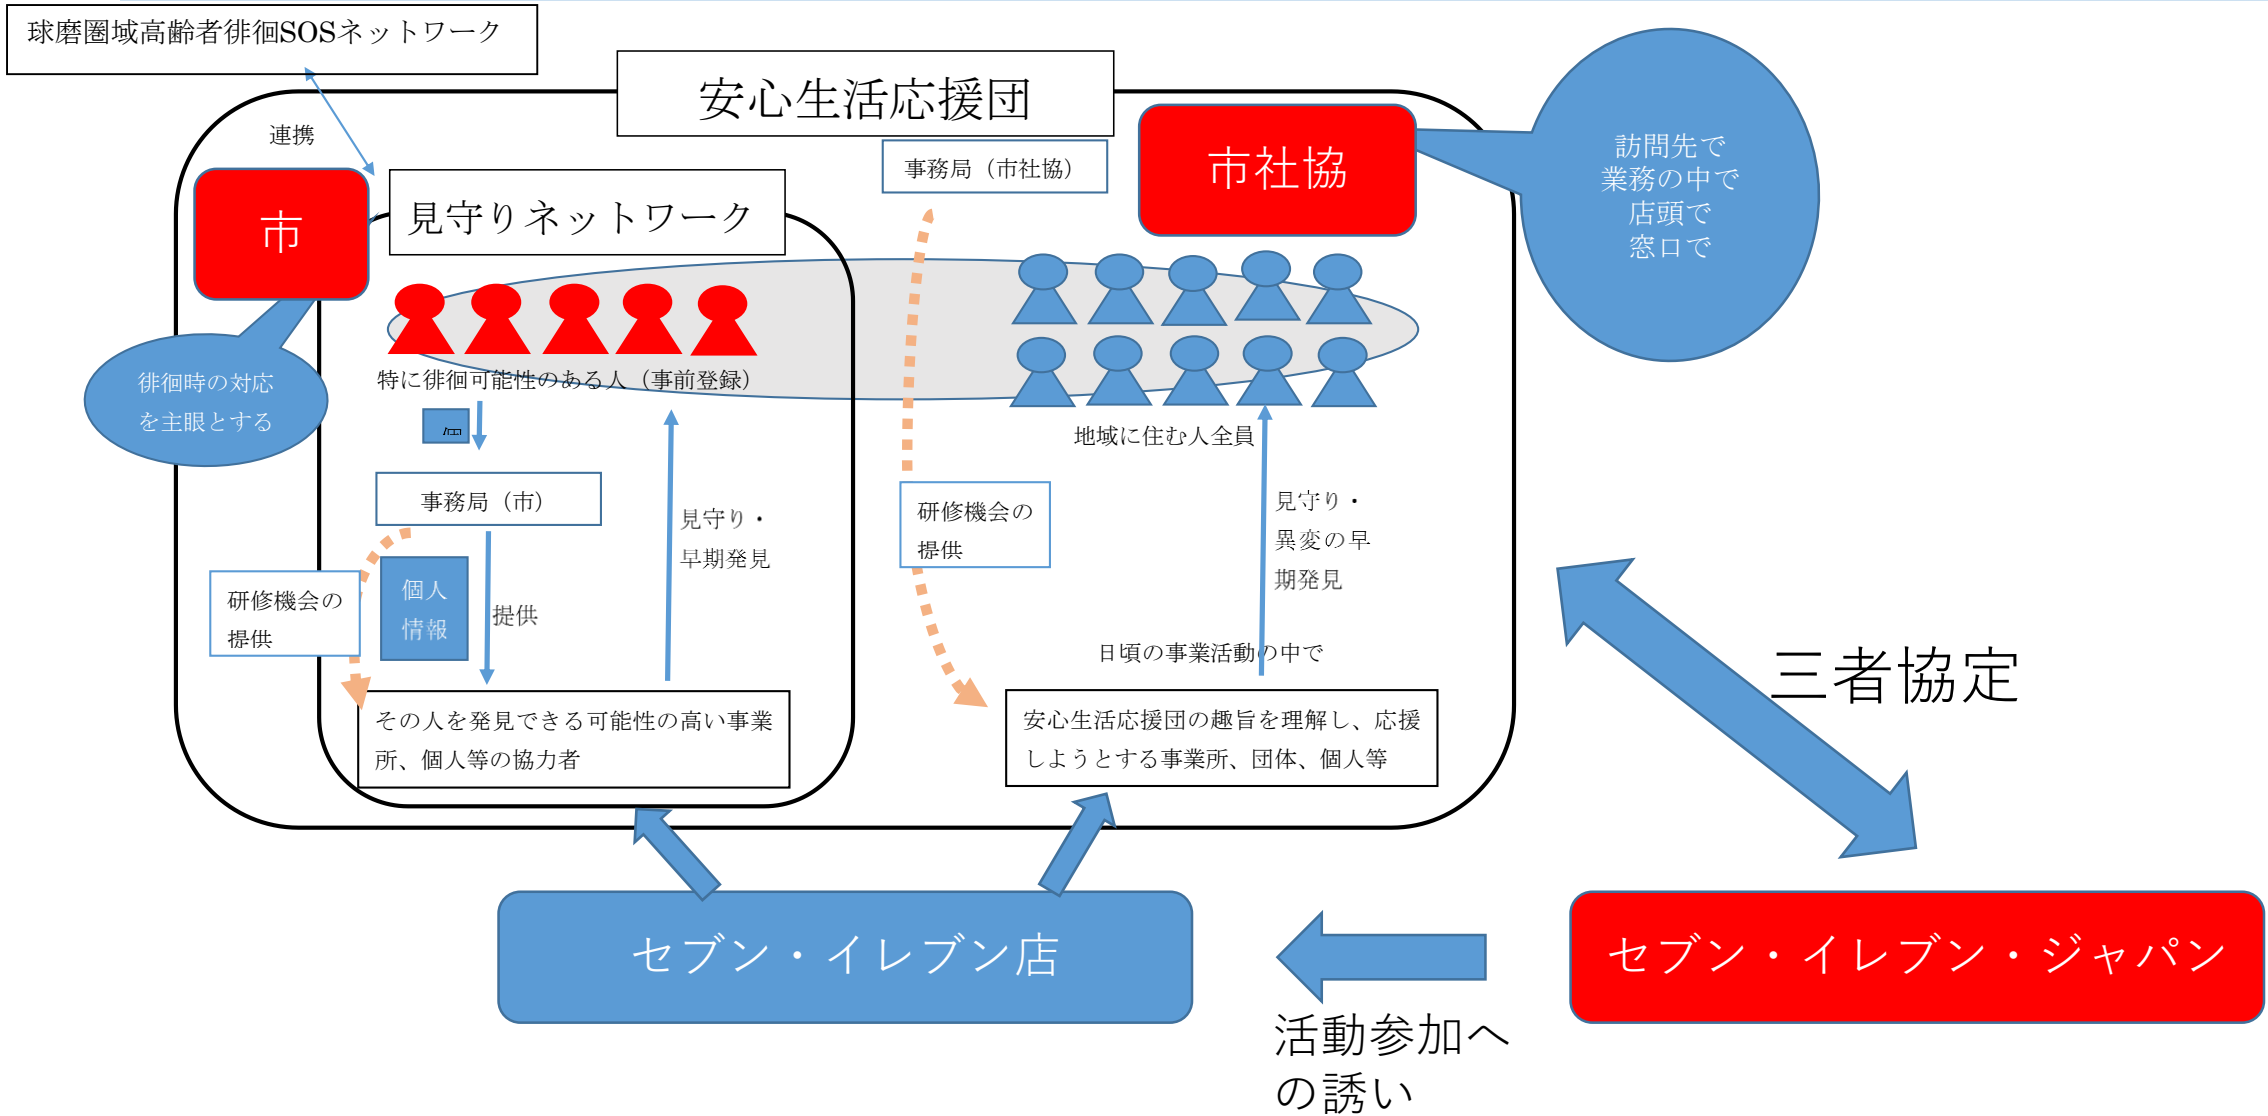 球磨圏域高齢者徘徊SOSネットワーク
安心生活応援団
連携
事務局（市社協）
市社協
訪問先で
業務の中で
店頭で
窓口で
市
見守りネットワーク
徘徊時の対応
を主眼とする
特に徘徊可能性のある人（事前登録）
地域に住む人全員
事務局（市）
見守り・
早期発見
研修機会の
提供
見守り・
異変の早
期発見
研修機会の
提供
個人
情報
提供
日頃の事業活動の中で
その人を発見できる可能性の高い事業
所、個人等の協力者
安心生活応援団の趣旨を理解し、応援
しようとする事業所、団体、個人等
三者協定
セブン・イレブン店
セブン・イレブン・ジャパン
活動参加へ
の誘い